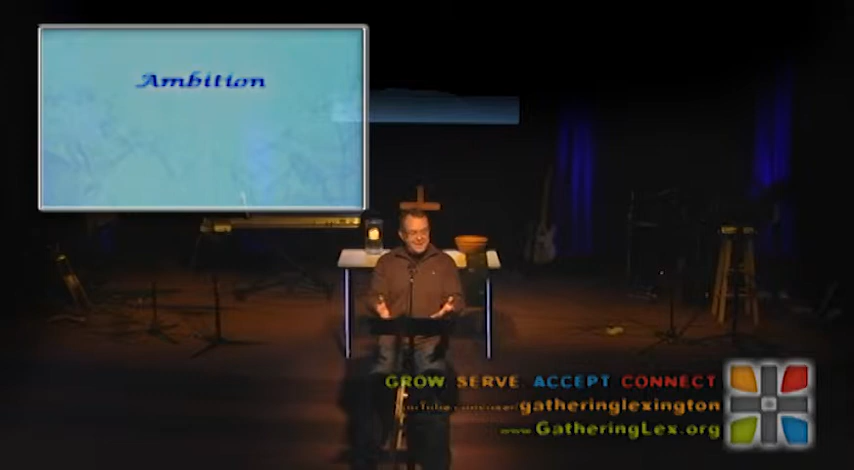 Ambition
GROW SERVE ACCEPT CONNECT
gatheringlexington
www.GatheringLex.org